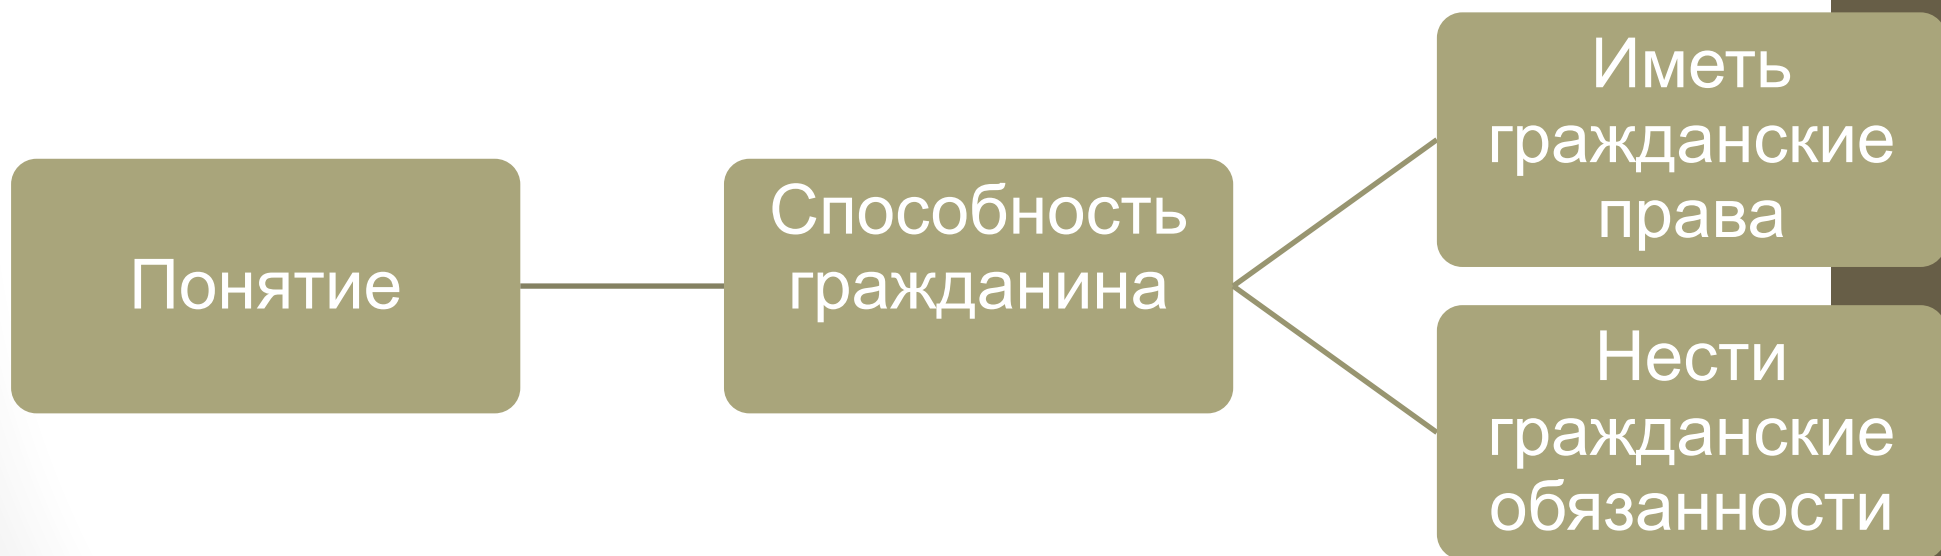 Понятие
Способность
гражданина
Иметь
гражданские
права
Нести
гражданские
обязанности